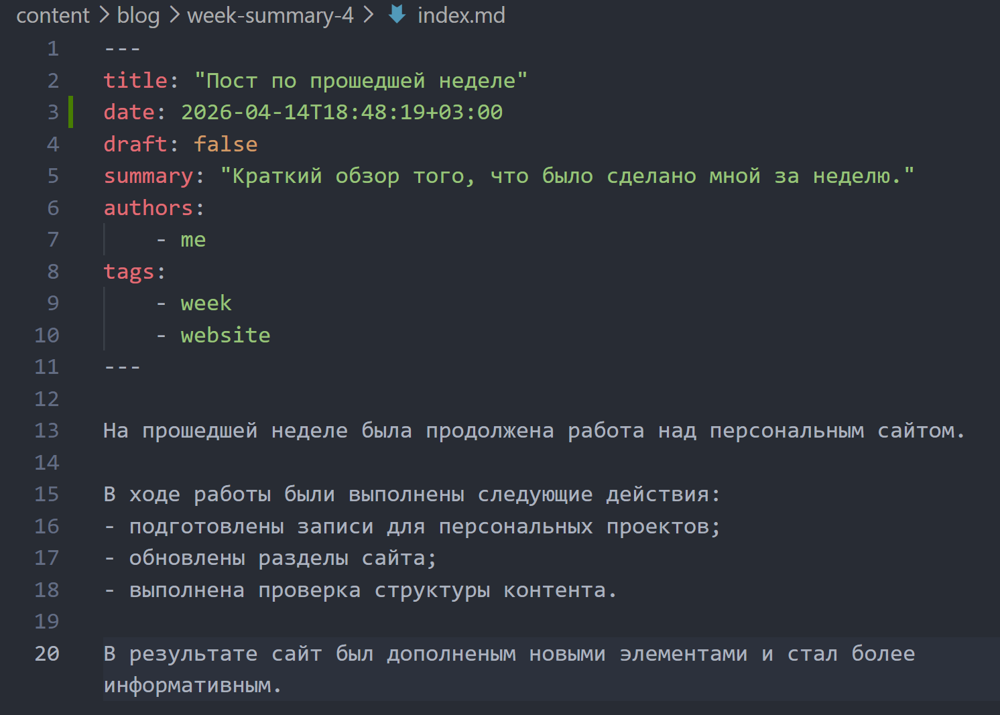 content > blog > week-summary-4 > index.md
1 ---
2 title: "Пост по прошедшей неделе"
3 date: 2026-04-14T18:48:19+03:00
4 draft: false
5 summary: "Краткий обзор того, что было сделано мной за неделю."
6 authors:
7     - me
8 tags:
9     - week
10     - website
11 ---
12
13 На прошедшей неделе была продолжена работа над персональным сайтом.
14
15 В ходе работы были выполнены следующие действия:
16 - подготовлены записи для персональных проектов;
17 - обновлены разделы сайта;
18 - выполнена проверка структуры контента.
19
20 В результате сайт был дополненым новыми элементами и стал более
информативным.